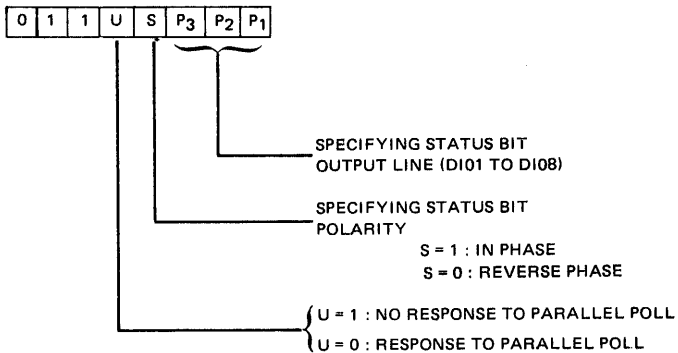 0 1 1 U S P3 P2 P1
SPECIFYING STATUS BIT
OUTPUT LINE (DI01 TO DI08)
SPECIFYING STATUS BIT
POLARITY
S = 1 : IN PHASE
S = 0 : REVERSE PHASE
U = 1 : NO RESPONSE TO PARALLEL POLL
U = 0 : RESPONSE TO PARALLEL POLL